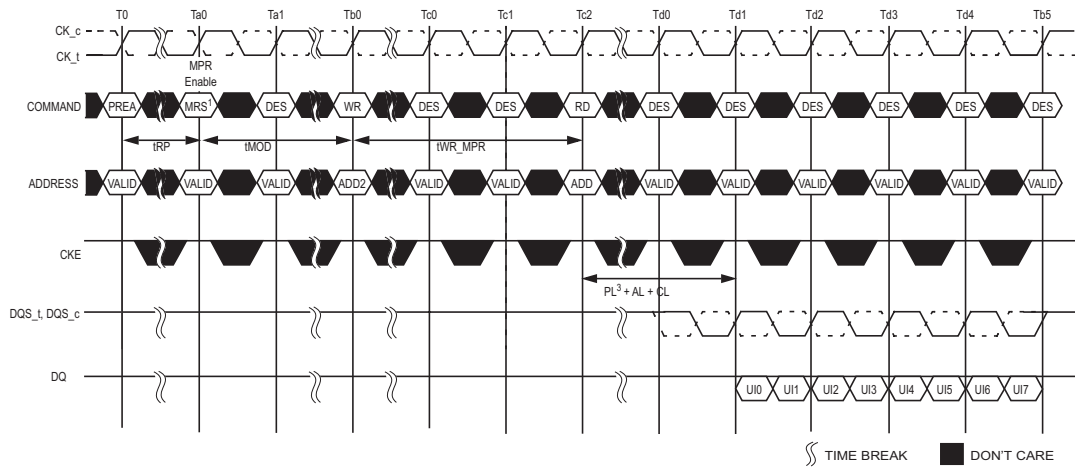 T0 Ta0 Ta1 Tb0 Tc0 Tc1 Tc2 Td0 Td1 Td2 Td3 Td4 Tb5
CK_c
CK_t
MPR
Enable
COMMAND PREA MRS1 DES WR DES DES RD DES DES DES DES DES DES
tRP tMOD tWR_MPR
ADDRESS VALID VALID VALID ADD2 VALID VALID ADD VALID VALID VALID VALID VALID VALID
CKE
PL3 + AL + CL
DQS_t, DQS_c
DQ UI0 UI1 UI2 UI3 UI4 UI5 UI6 UI7
TIME BREAK DON'T CARE